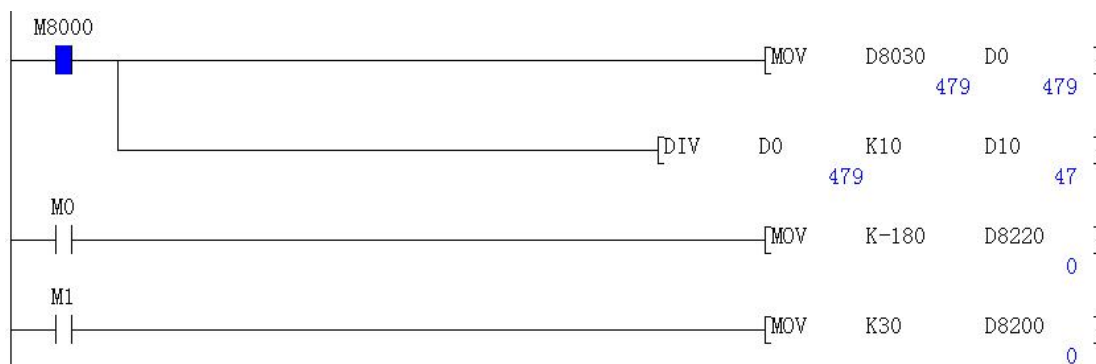 M8000
[MOV D8030 D0 ]
479 479
[DIV D0 K10 D10 ]
479 47
M0
[MOV K-180 D8220 ]
0
M1
[MOV K30 D8200 ]
0